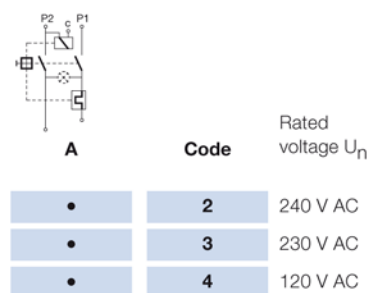 P2 c P1
Rated
A Code voltage Un
• 2 240 V AC
• 3 230 V AC
• 4 120 V AC